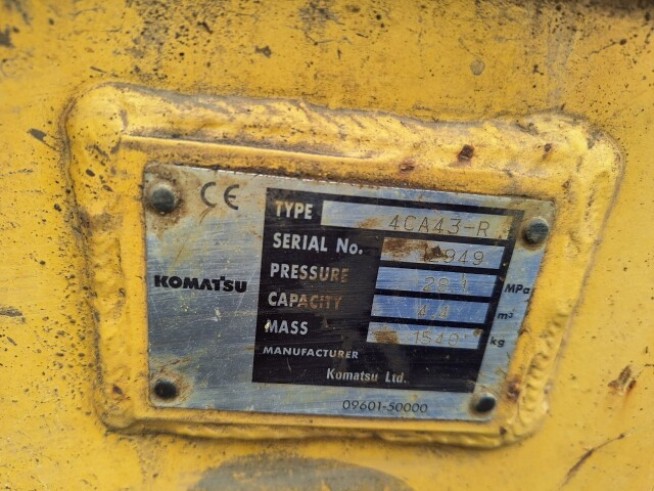 CE
KOMATSU
TYPE 4CA43-R
SERIAL No.
PRESSURE MPa
CAPACITY m³
MASS kg
MANUFACTURER
Komatsu Ltd.
09601-50000